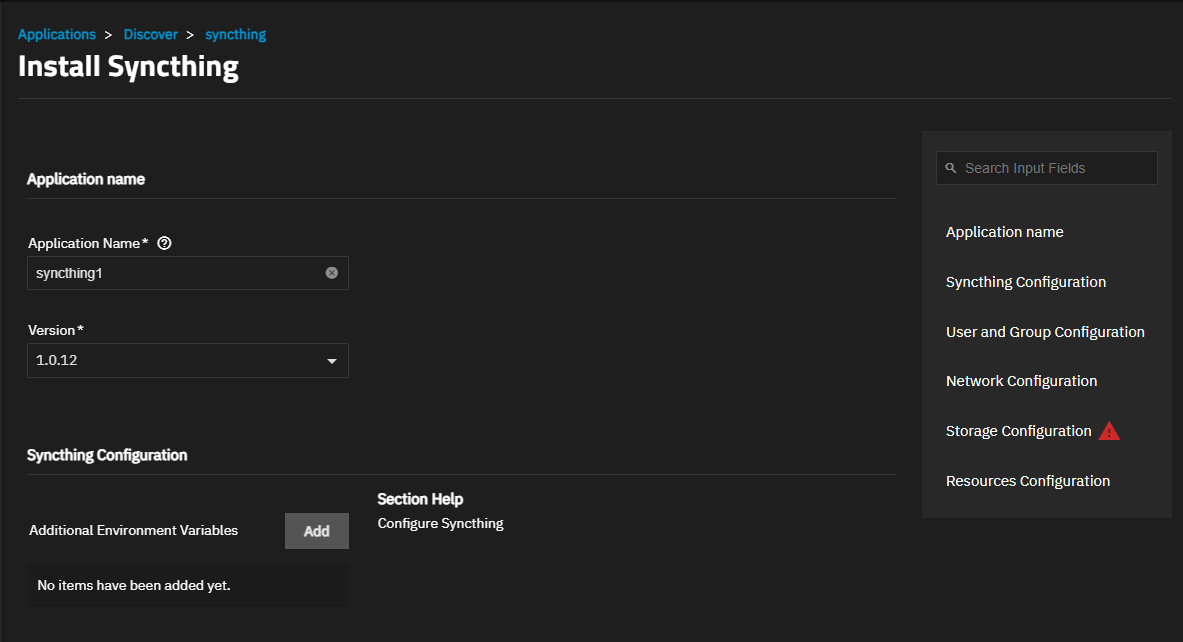 Applications > Discover > syncthing
Install Syncthing
Application name
Application Name*
syncthing1
Version*
1.0.12
Syncthing Configuration
Additional Environment Variables
Add
No items have been added yet.
Section Help
Configure Syncthing
Search Input Fields
Application name
Syncthing Configuration
User and Group Configuration
Network Configuration
Storage Configuration
Resources Configuration